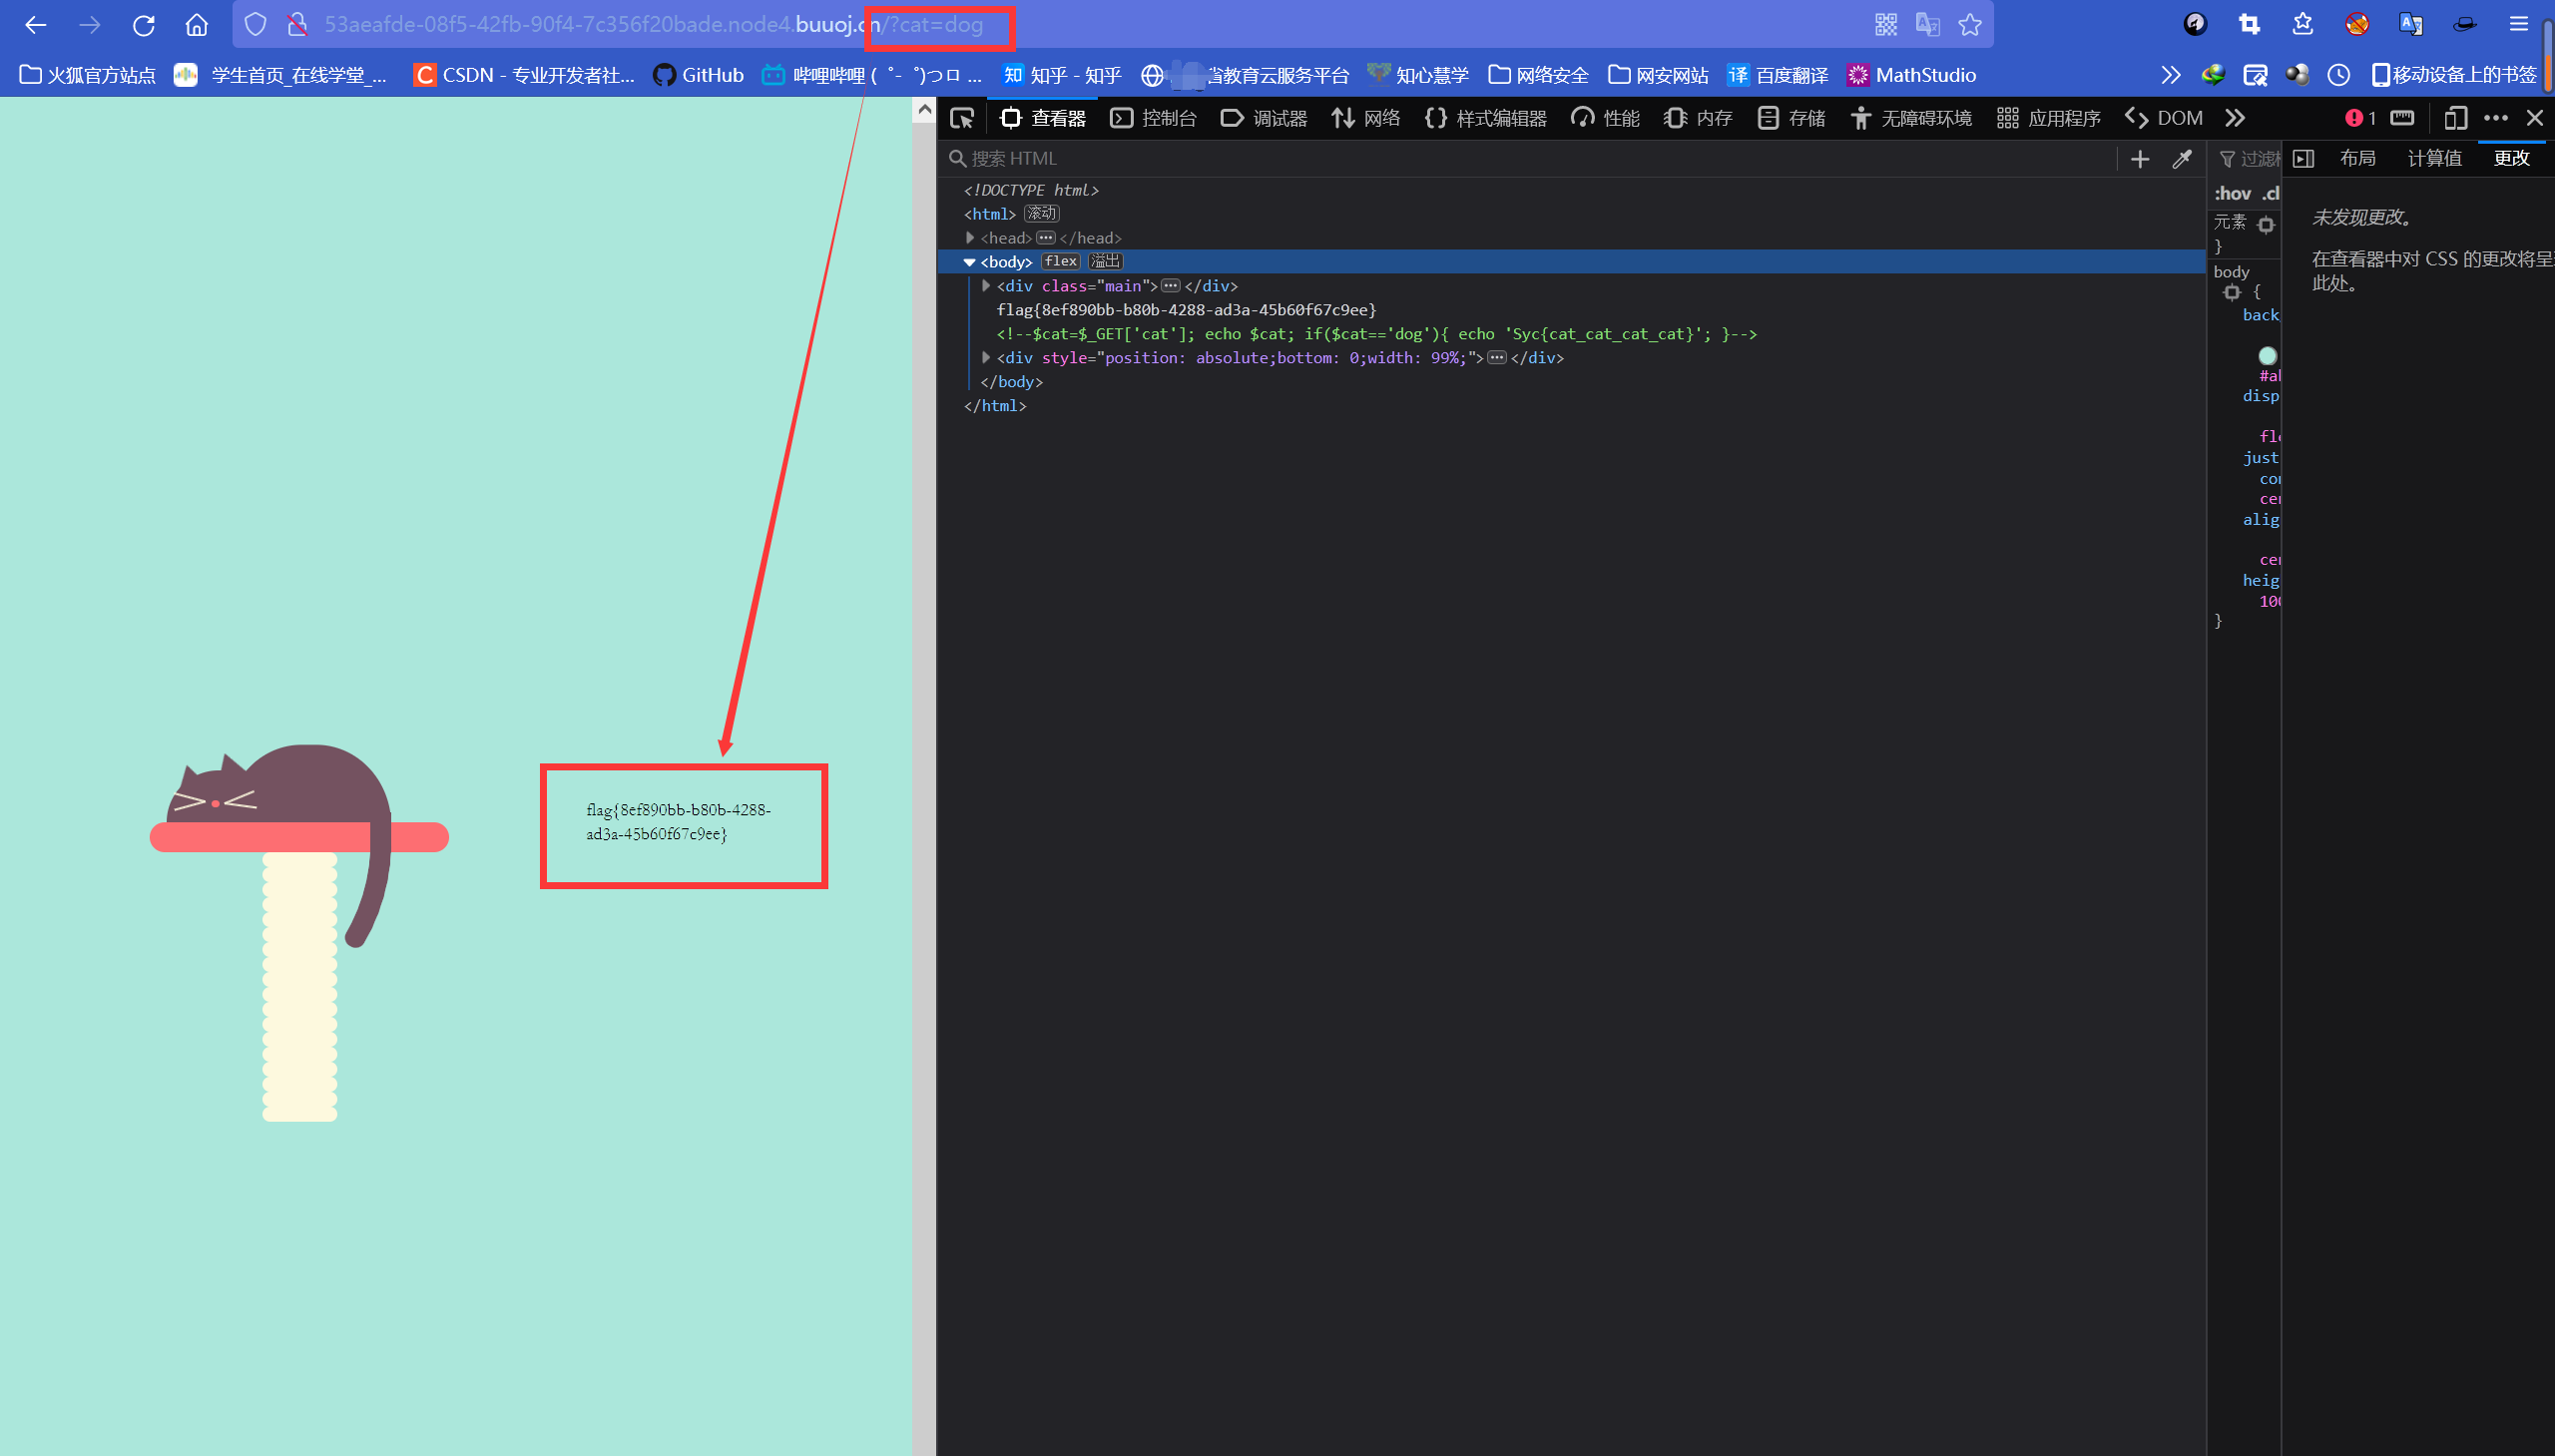 53aeafde-08f5-42fb-90f4-7c356f20bade.node4.buuoj.cn/?cat=dog
火狐官方站点 学生首页_在线学堂_... CSDN - 专业开发者社... GitHub 哔哩哔哩 ( ゜- ゜)つロ ... 知 知乎 - 知乎 省教育云服务平台 知心慧学 网络安全 网安网站 译 百度翻译 MathStudio 移动设备上的书签
查看器 控制台 调试器 网络 样式编辑器 性能 内存 存储 无障碍环境 应用程序 DOM 1
搜索 HTML
<!DOCTYPE html>
<html> 滚动
<head> ... </head>
<body> flex 溢出
<div class="main"> ... </div>
flag{8ef890bb-b80b-4288-ad3a-45b60f67c9ee}
<!--$cat=$_GET['cat']; echo $cat; if($cat=='dog'){ echo 'Syc{cat_cat_cat_cat}'; }-->
<div style="position: absolute;bottom: 0;width: 99%;"> ... </div>
</body>
</html>
过滤
:hov .cl
元素
}
body
{
back
#a
disp
fl
just
co
ce
alig
ce
heig
10
}
布局 计算值 更改
未发现更改。
在查看器中对 CSS 的更改将呈
此处。
flag{8ef890bb-b80b-4288-
ad3a-45b60f67c9ee}